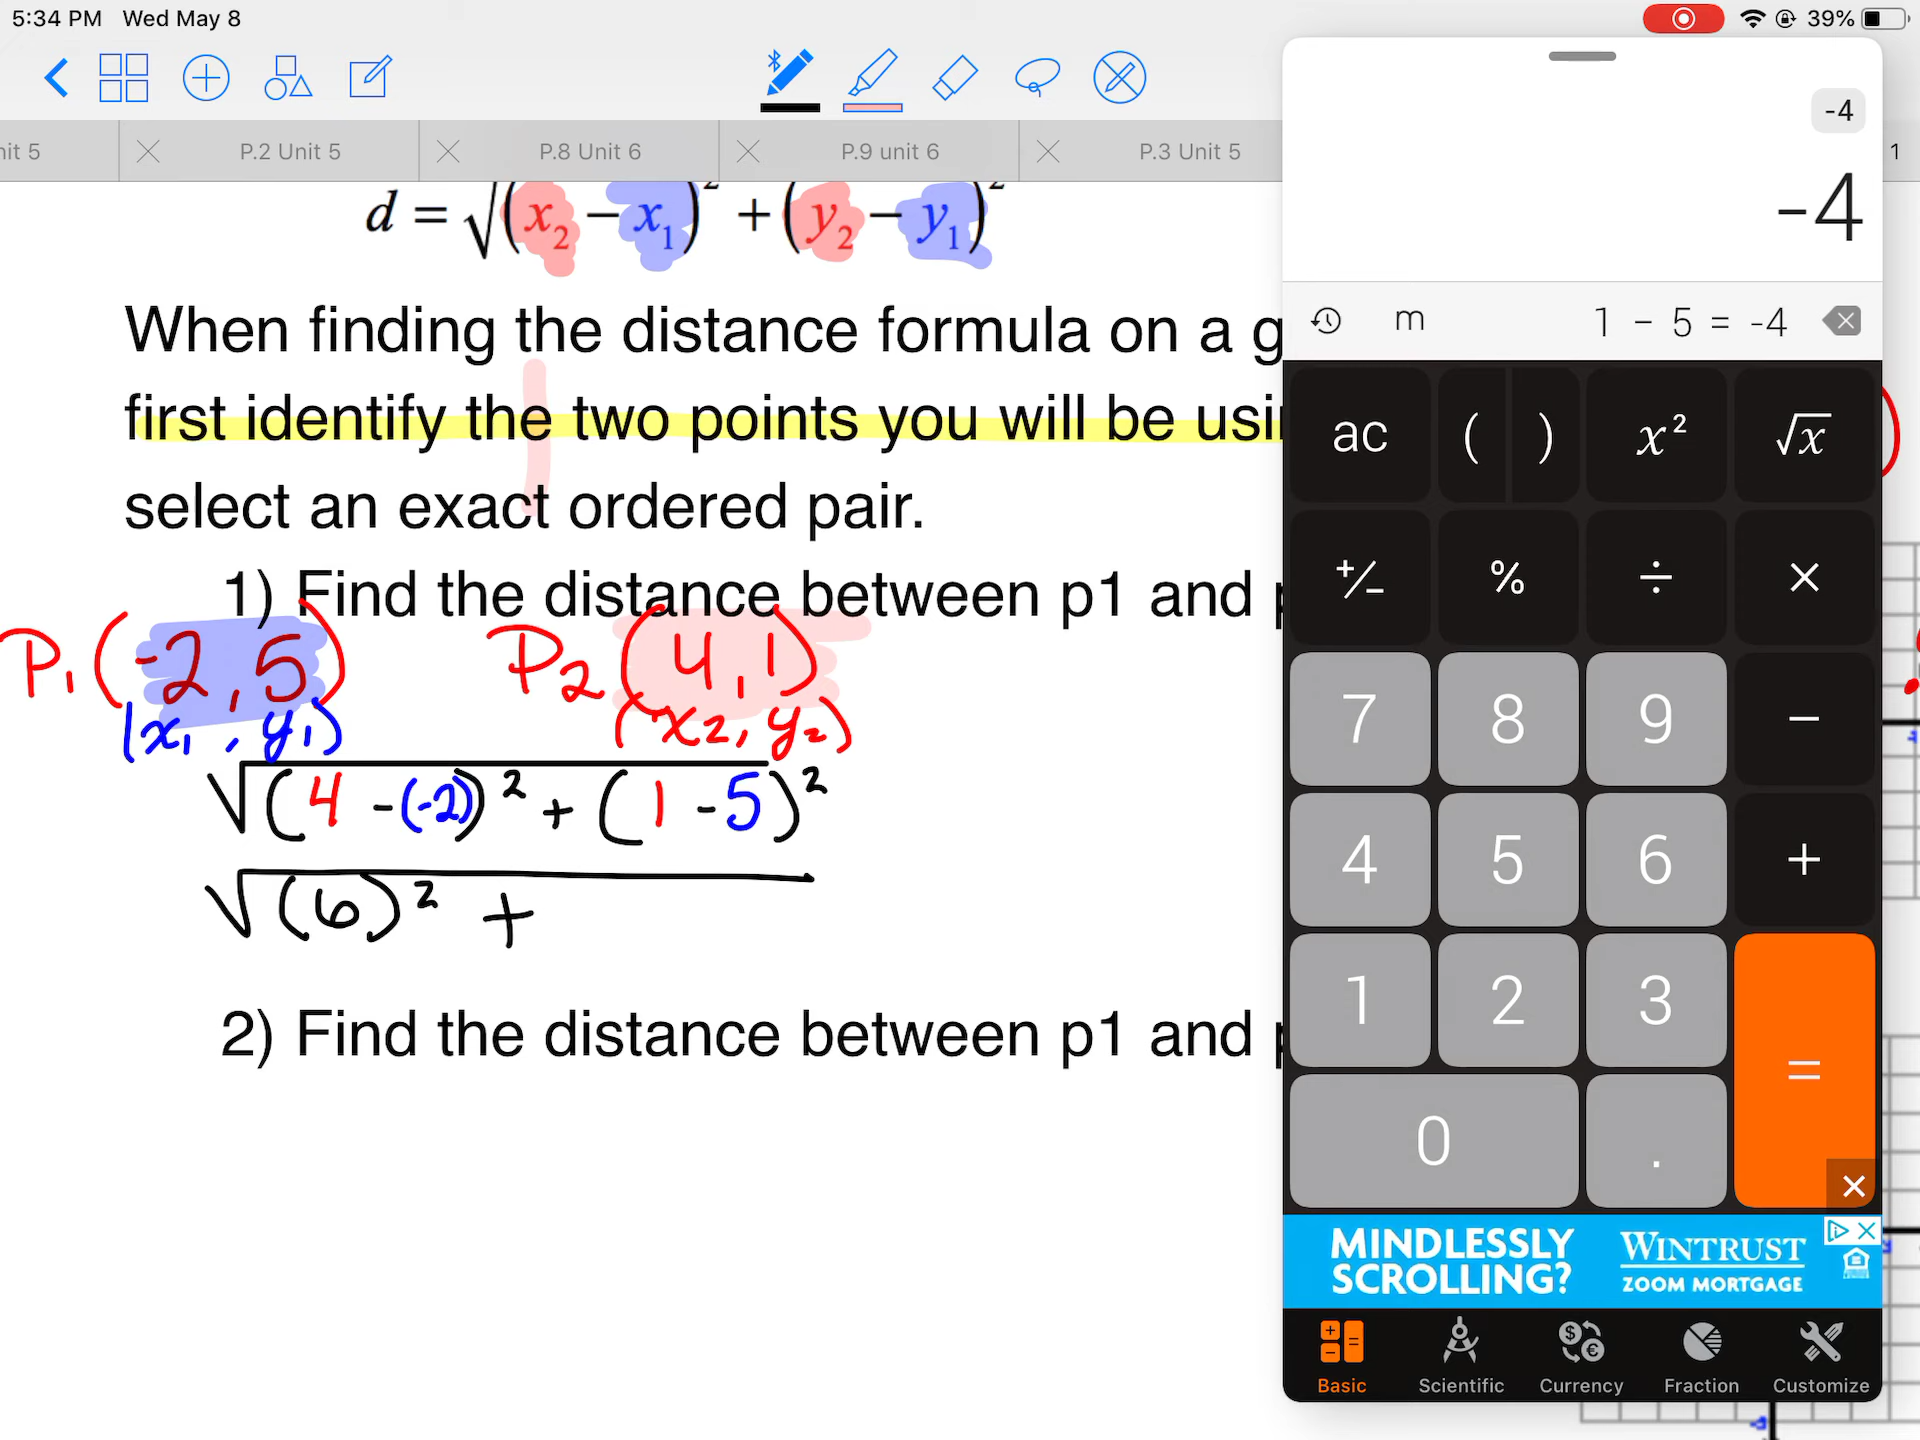 5:34 PM Wed May 8
39%
nit 5
P.2 Unit 5
P.8 Unit 6
P.9 unit 6
P.3 Unit 5
1
d = √(x₂ − x₁)² + (y₂ − y₁)²
When finding the distance formula on a g
first identify the two points you will be usi
select an exact ordered pair.
1) Find the distance between p1 and p
P₁ (-2, 5) P₂ (4, 1)
(x₁, y₁) (x₂, y₂)
√(4 -(-2))² + (1 - 5)²
√(6)² +
2) Find the distance between p1 and p
-4
-4
m 1 − 5 = -4
ac ( ) x² √x
+/− % ÷ ×
7 8 9 −
4 5 6 +
1 2 3 =
0 .
MINDLESSLY
SCROLLING?
WINTRUST
ZOOM MORTGAGE
Basic Scientific Currency Fraction Customize